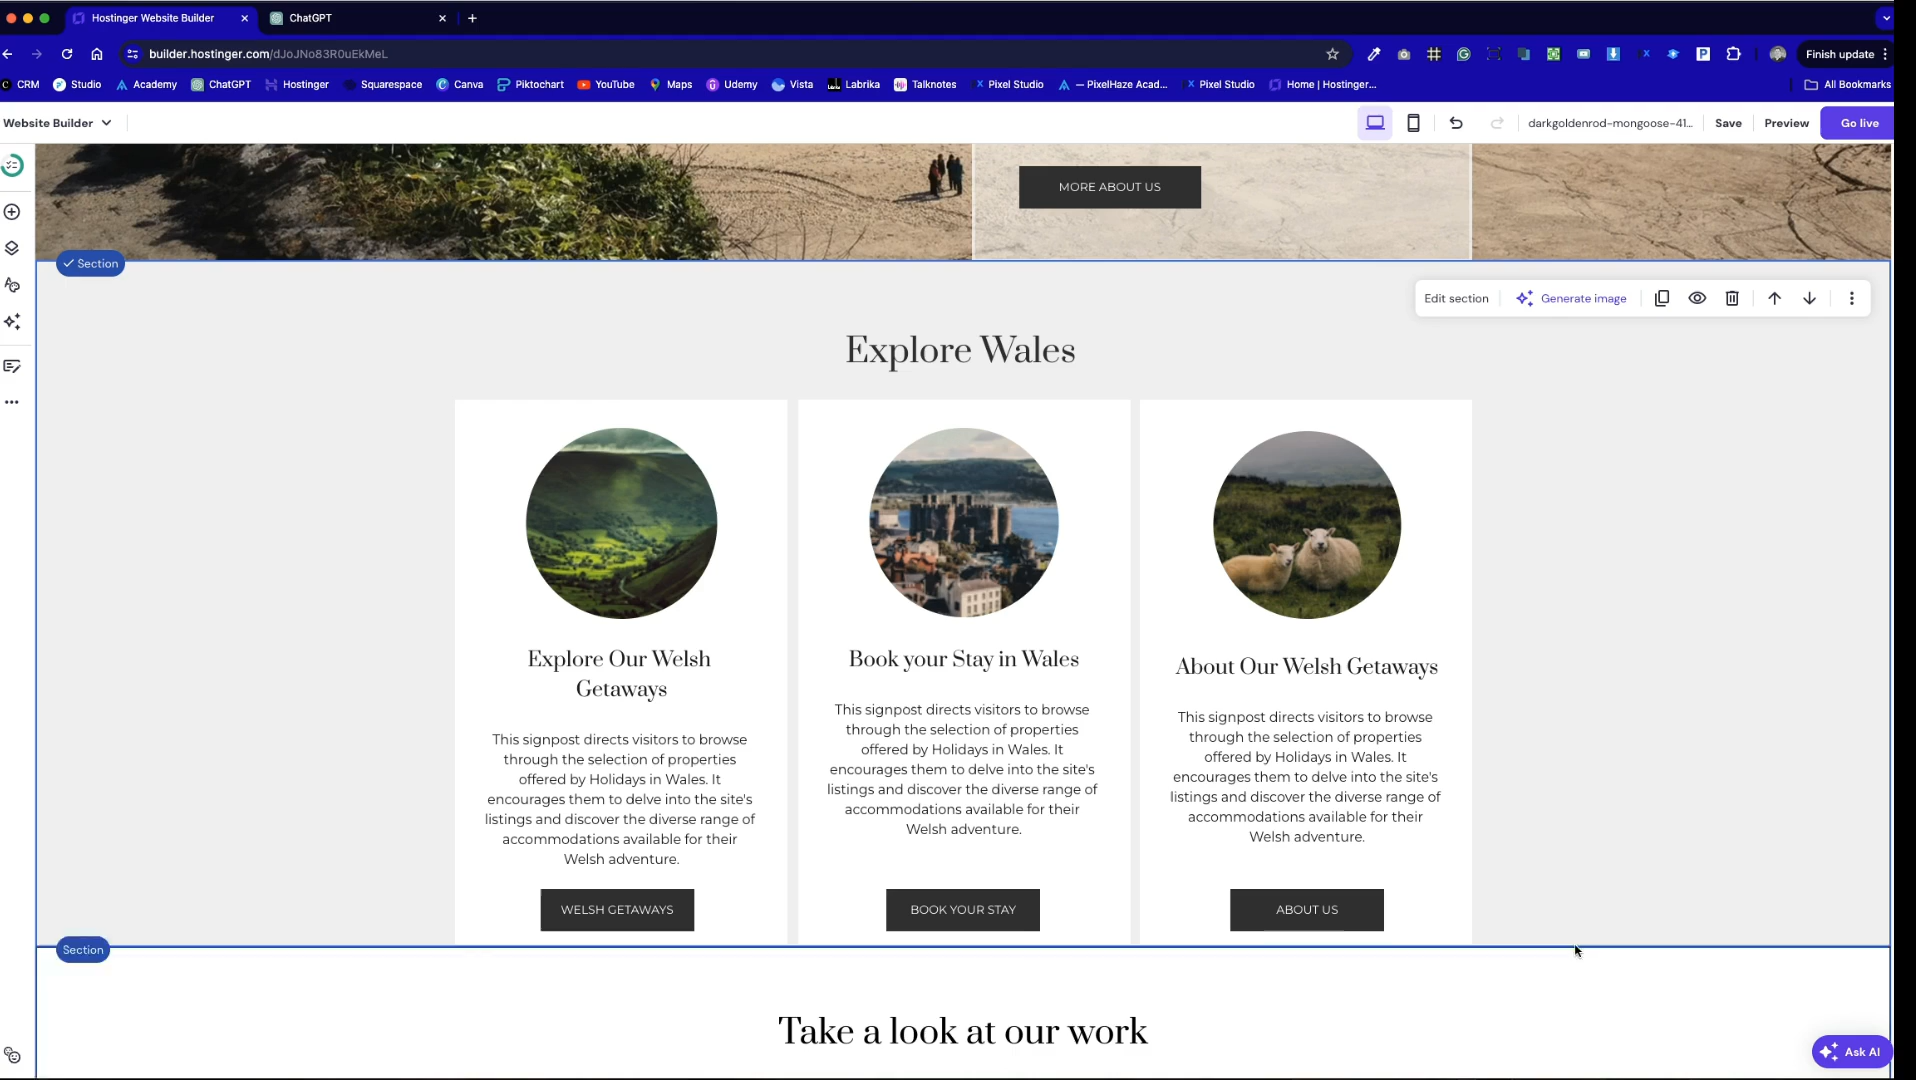 Hostinger Website Builder
ChatGPT
builder.hostinger.com/dJoJNo83R0uEkMeL
Finish update
CRM
Studio
Academy
ChatGPT
Hostinger
Squarespace
Canva
Piktochart
YouTube
Maps
Udemy
Vista
Labrika
Talknotes
Pixel Studio
— PixelHaze Acad...
Pixel Studio
Home | Hostinger...
All Bookmarks
Website Builder
darkgoldenrod-mongoose-41...
Save
Preview
Go live
MORE ABOUT US
Section
Edit section
Generate image
Explore Wales
Explore Our Welsh
Getaways
This signpost directs visitors to browse
through the selection of properties
offered by Holidays in Wales. It
encourages them to delve into the site's
listings and discover the diverse range of
accommodations available for their
Welsh adventure.
WELSH GETAWAYS
Book your Stay in Wales
This signpost directs visitors to browse
through the selection of properties
offered by Holidays in Wales. It
encourages them to delve into the site's
listings and discover the diverse range of
accommodations available for their
Welsh adventure.
BOOK YOUR STAY
About Our Welsh Getaways
This signpost directs visitors to browse
through the selection of properties
offered by Holidays in Wales. It
encourages them to delve into the site's
listings and discover the diverse range of
accommodations available for their
Welsh adventure.
ABOUT US
Section
Take a look at our work
Ask AI